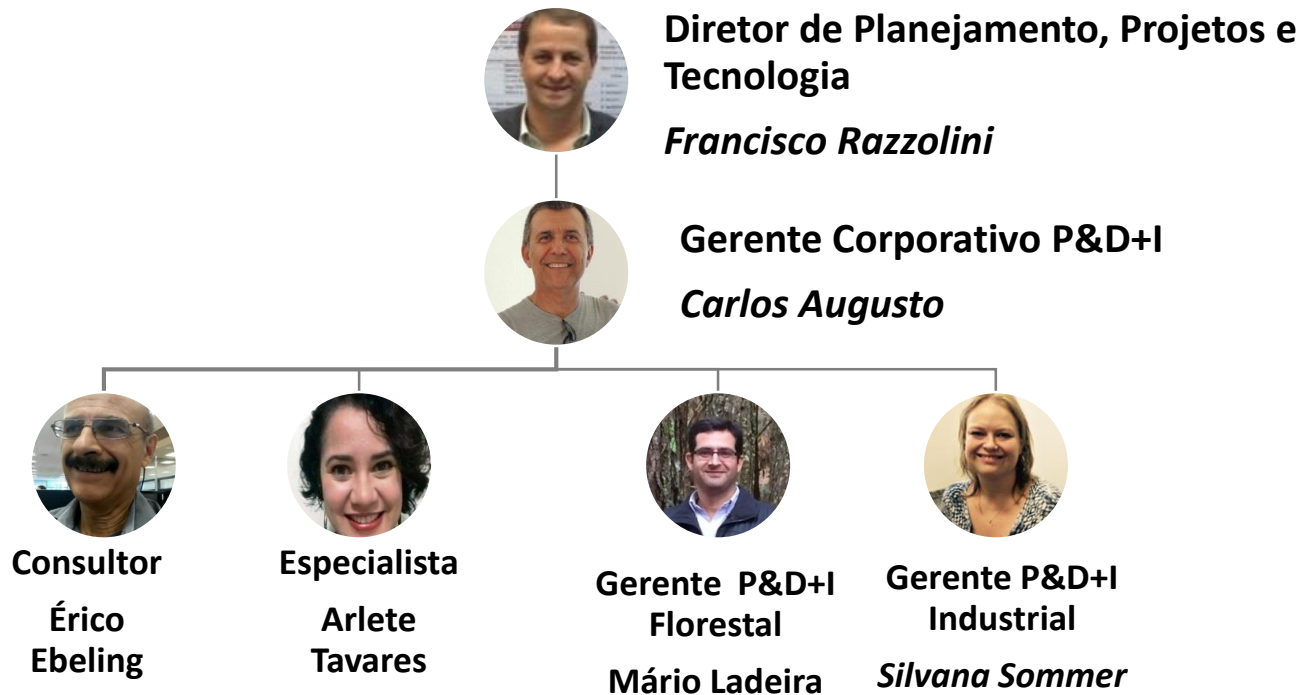 Diretor de Planejamento, Projetos e
Tecnologia
Francisco Razzolini
Gerente Corporativo P&D+I
Carlos Augusto
Consultor
Érico
Ebeling
Especialista
Arlete
Tavares
Gerente P&D+I
Florestal
Mário Ladeira
Gerente P&D+I
Industrial
Silvana Sommer